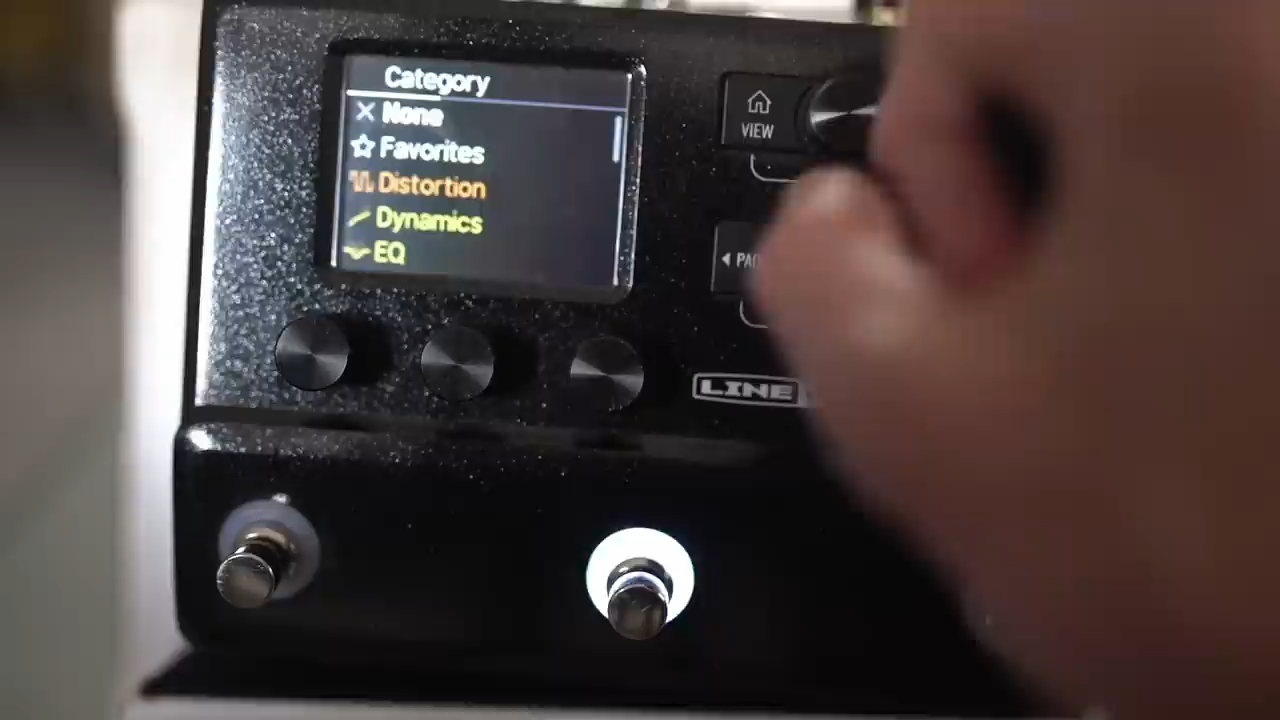 Category
None
Favorites
Distortion
Dynamics
EQ
VIEW
LINE